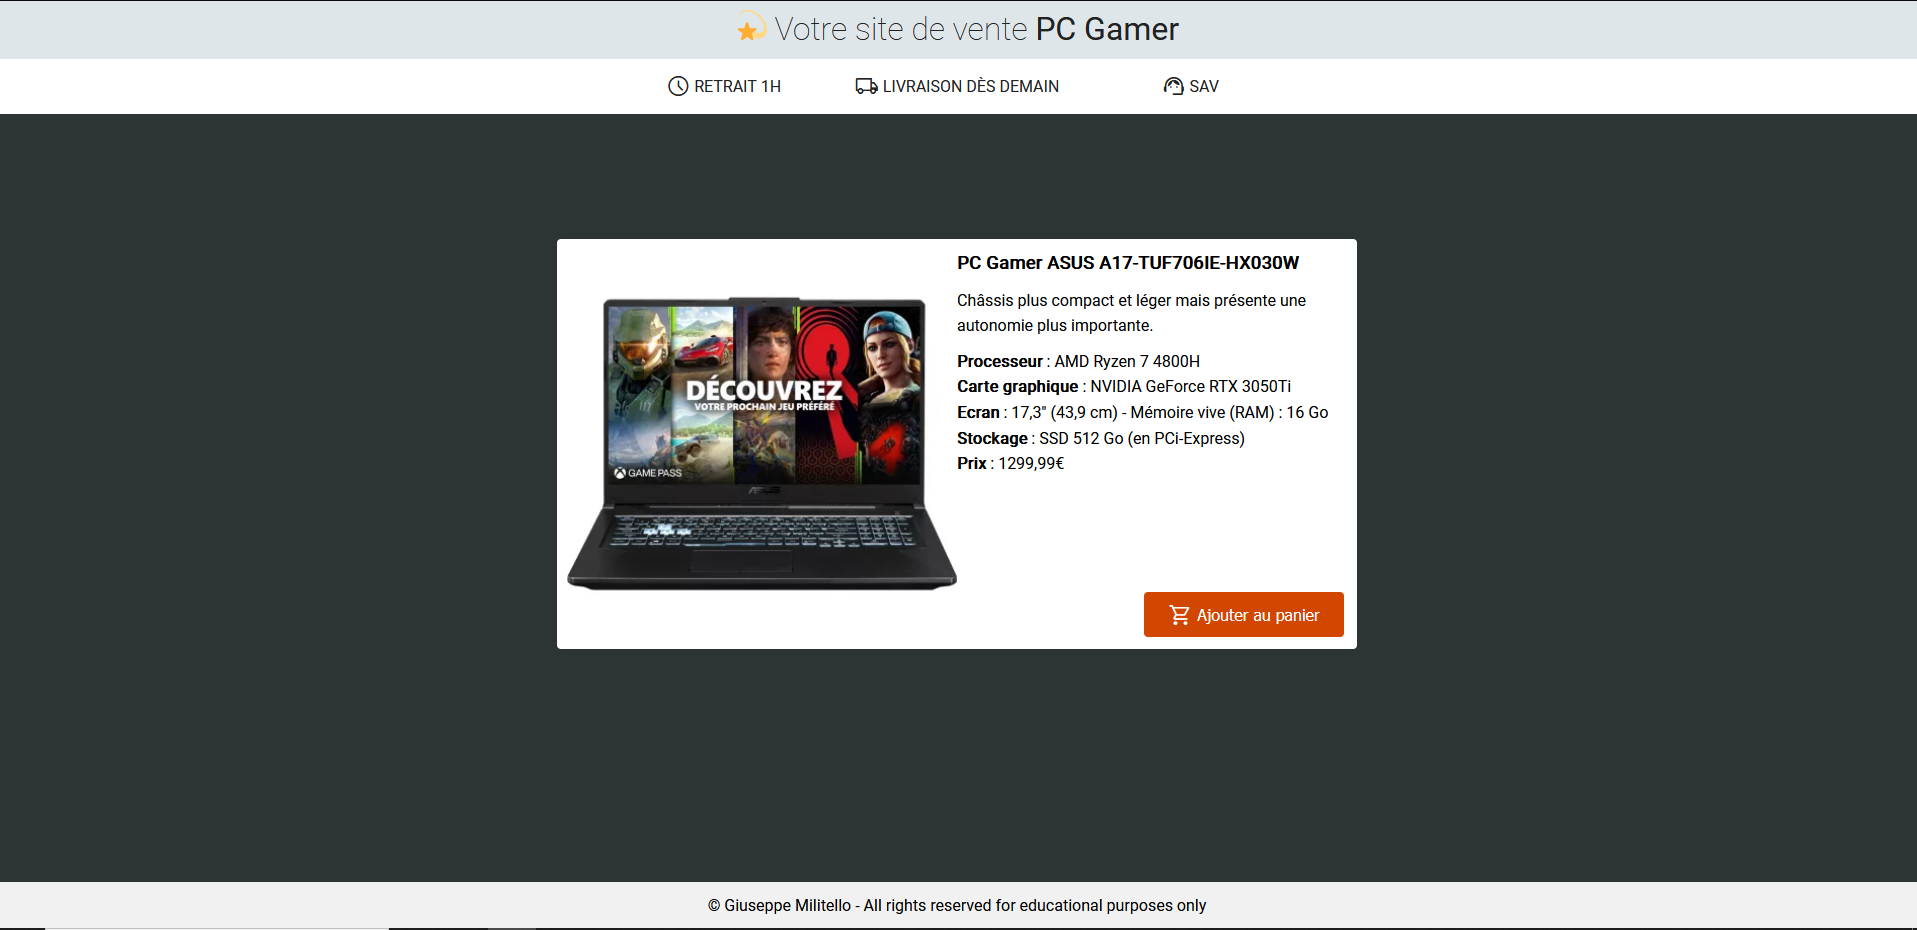 Votre site de vente PC Gamer
RETRAIT 1H
LIVRAISON DÈS DEMAIN
SAV
PC Gamer ASUS A17-TUF706IE-HX030W
Châssis plus compact et léger mais présente une
autonomie plus importante.
Processeur : AMD Ryzen 7 4800H
Carte graphique : NVIDIA GeForce RTX 3050Ti
Ecran : 17,3" (43,9 cm) - Mémoire vive (RAM) : 16 Go
Stockage : SSD 512 Go (en PCi-Express)
Prix : 1299,99€
DÉCOUVREZ
VOTRE PROCHAIN JEU PRÉFÉRÉ
GAME PASS
ASUS
Ajouter au panier
© Giuseppe Militello - All rights reserved for educational purposes only